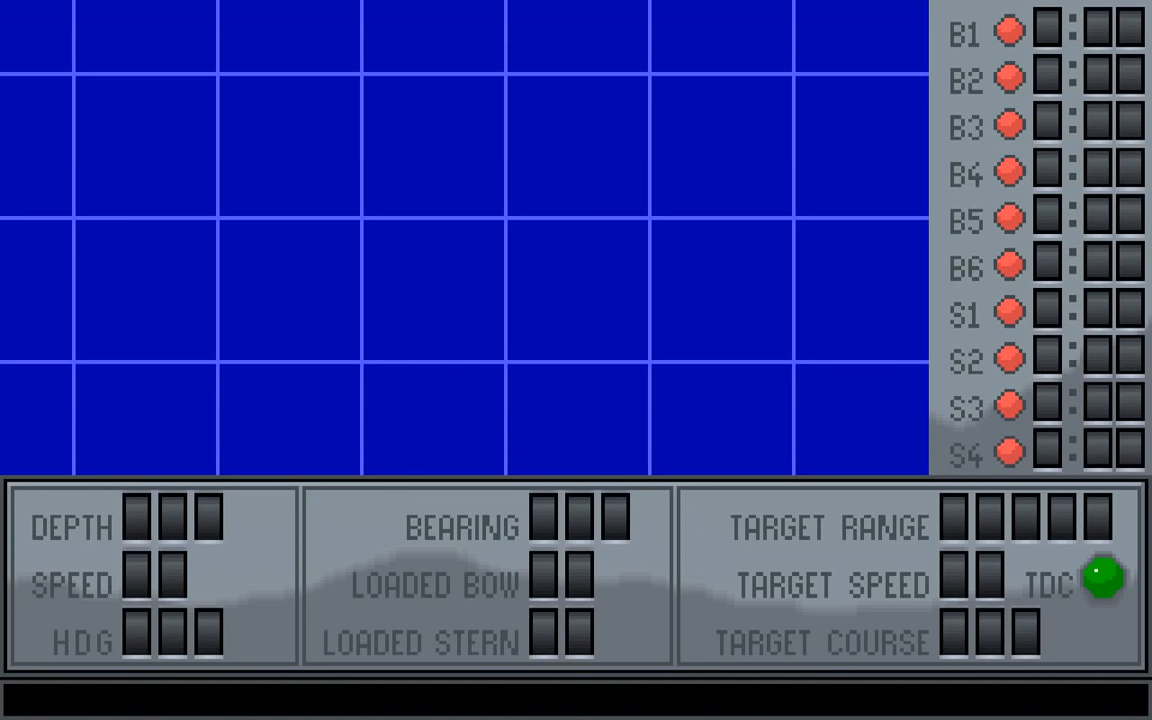 B1
B2
B3
B4
B5
B6
S1
S2
S3
S4
DEPTH
SPEED
HDG
BEARING
LOADED BOW
LOADED STERN
TARGET RANGE
TARGET SPEED TDC
TARGET COURSE